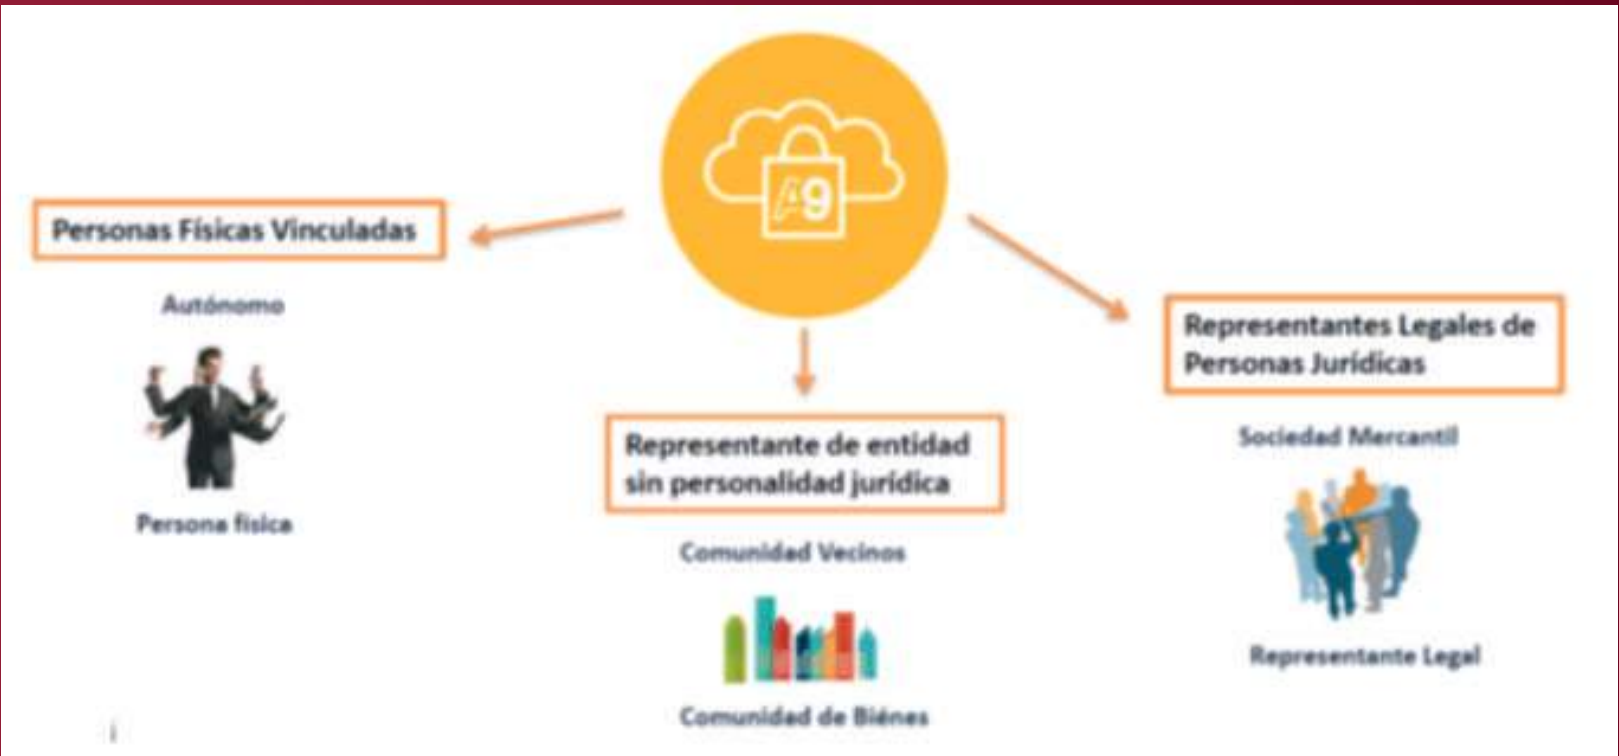 A9
Personas Físicas Vinculadas
Autónomo
Persona física
Representante de entidad
sin personalidad jurídica
Comunidad Vecinos
Comunidad de Biénes
Representantes Legales de
Personas Jurídicas
Sociedad Mercantil
Representante Legal
i